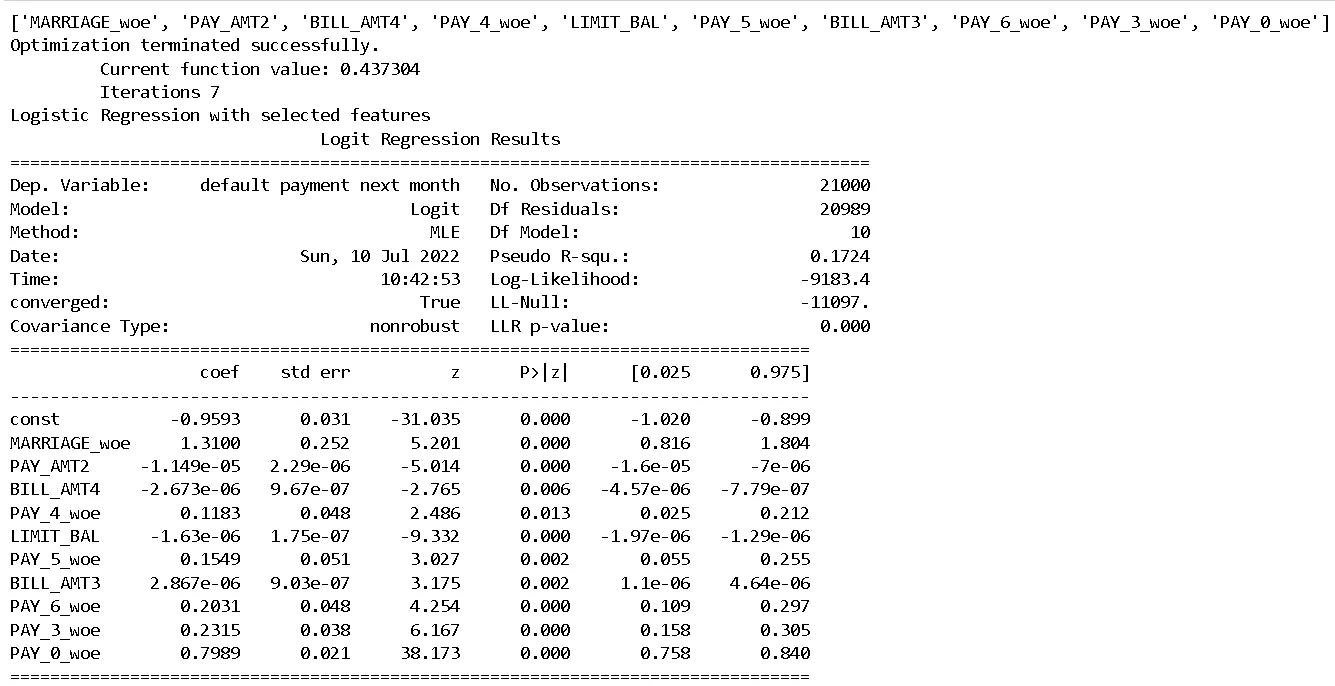 ['MARRIAGE_woe', 'PAY_AMT2', 'BILL_AMT4', 'PAY_4_woe', 'LIMIT_BAL', 'PAY_5_woe', 'BILL_AMT3', 'PAY_6_woe', 'PAY_3_woe', 'PAY_0_woe']
Optimization terminated successfully.
         Current function value: 0.437304
         Iterations 7
Logistic Regression with selected features
                               Logit Regression Results
======================================================================================
Dep. Variable:     default payment next month   No. Observations:                21000
Model:                                  Logit   Df Residuals:                    20989
Method:                                   MLE   Df Model:                           10
Date:                        Sun, 10 Jul 2022   Pseudo R-squ.:                  0.1724
Time:                                10:42:53   Log-Likelihood:                -9183.4
converged:                               True   LL-Null:                       -11097.
Covariance Type:                    nonrobust   LLR p-value:                     0.000
================================================================================
                   coef    std err          z      P>|z|      [0.025      0.975]
--------------------------------------------------------------------------------
const           -0.9593      0.031    -31.035      0.000      -1.020      -0.899
MARRIAGE_woe     1.3100      0.252      5.201      0.000       0.816       1.804
PAY_AMT2     -1.149e-05   2.29e-06     -5.014      0.000    -1.6e-05      -7e-06
BILL_AMT4    -2.673e-06   9.67e-07     -2.765      0.006   -4.57e-06   -7.79e-07
PAY_4_woe        0.1183      0.048      2.486      0.013       0.025       0.212
LIMIT_BAL     -1.63e-06   1.75e-07     -9.332      0.000   -1.97e-06   -1.29e-06
PAY_5_woe        0.1549      0.051      3.027      0.002       0.055       0.255
BILL_AMT3     2.867e-06   9.03e-07      3.175      0.002     1.1e-06    4.64e-06
PAY_6_woe        0.2031      0.048      4.254      0.000       0.109       0.297
PAY_3_woe        0.2315      0.038      6.167      0.000       0.158       0.305
PAY_0_woe        0.7989      0.021     38.173      0.000       0.758       0.840
================================================================================